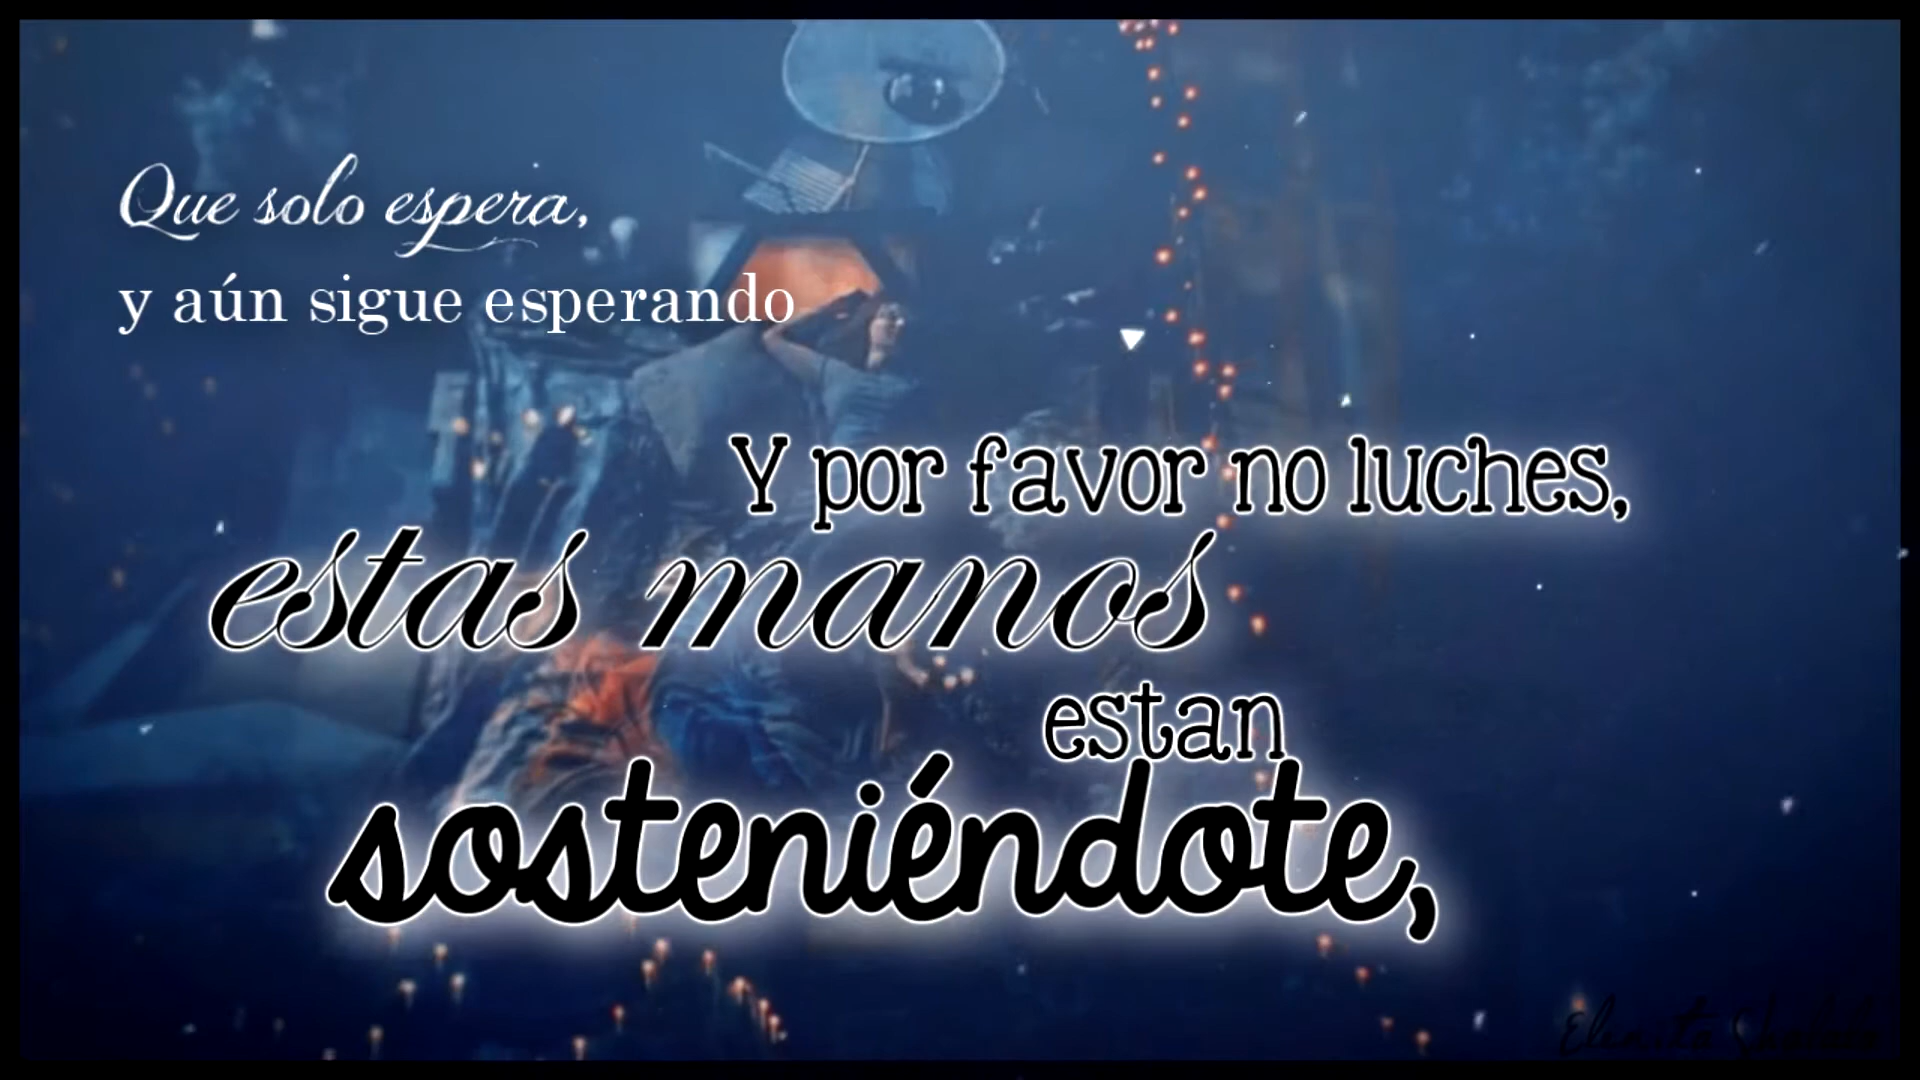 Que solo espera,
y aún sigue esperando
Y por favor no luches,
estas manos
estan
sosteniéndote,